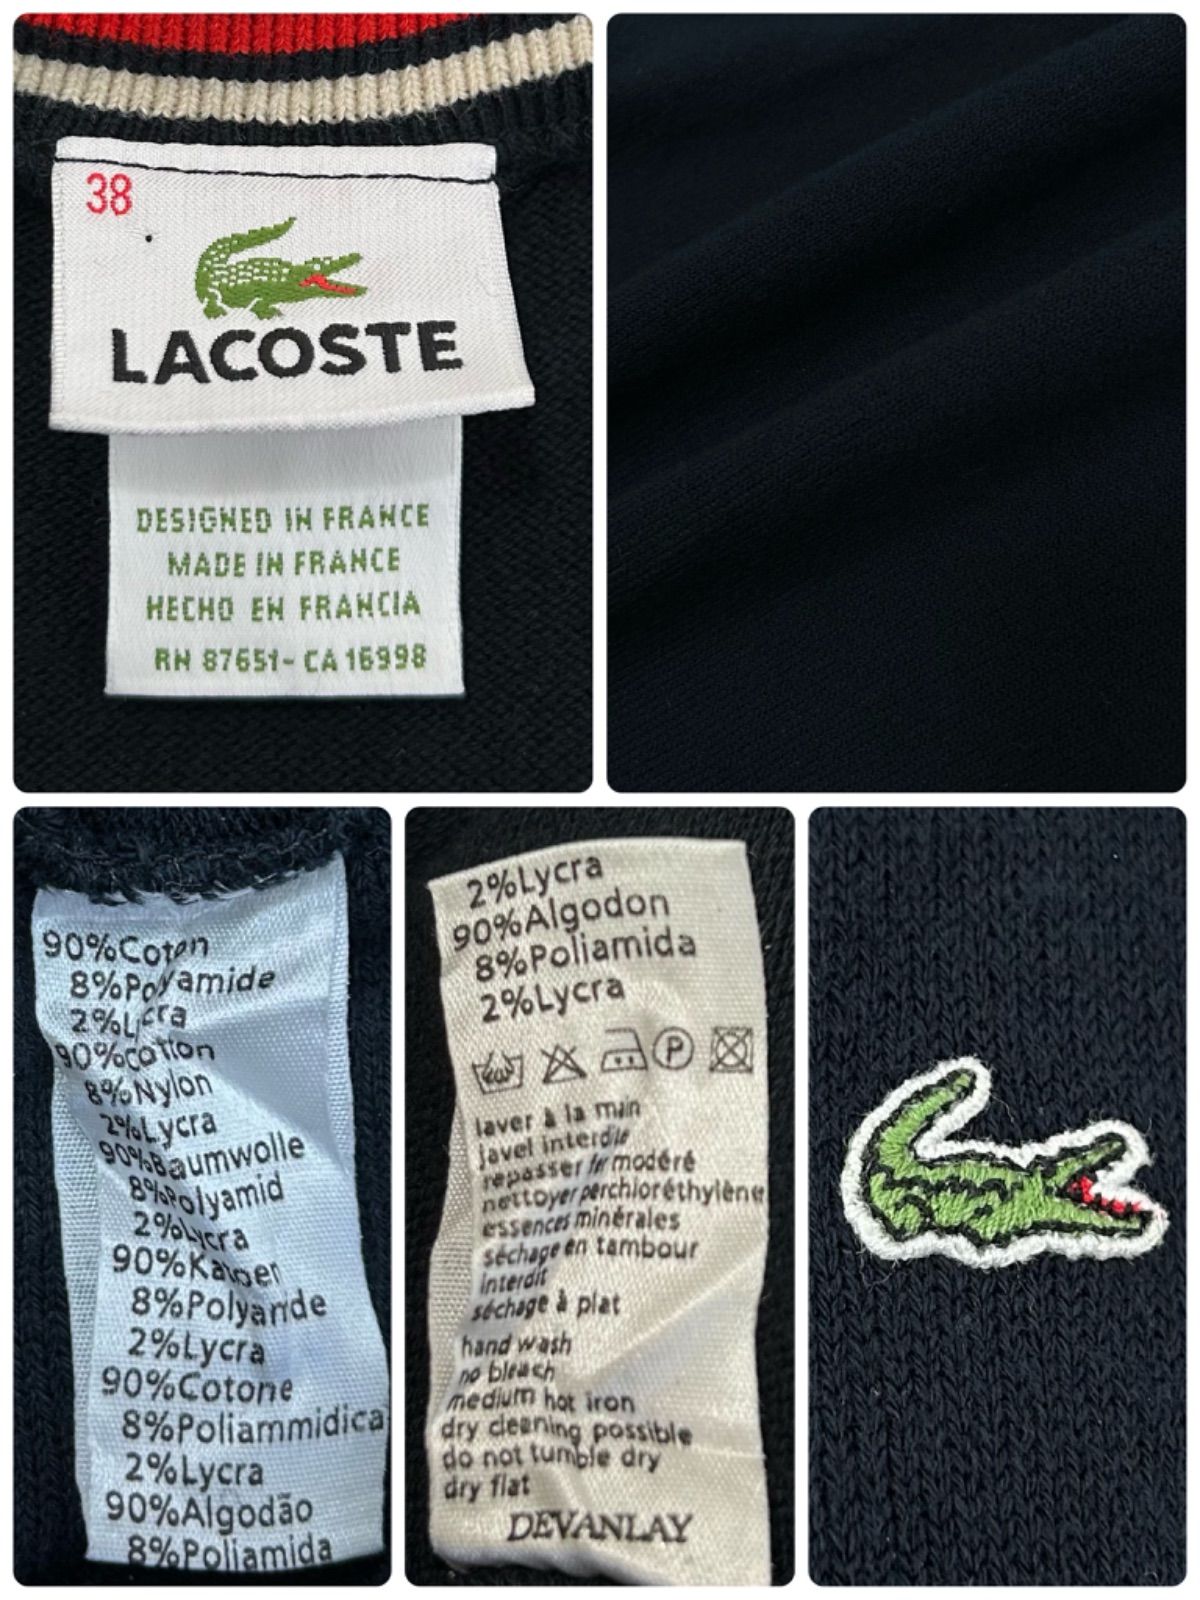 38
LACOSTE
DESIGNED IN FRANCE
MADE IN FRANCE
HECHO EN FRANCIA
RN 87651-CA 16998
90%Coton
8%Polyamide
2%Lycra
90%cotton
8%Nylon
2%Lycra
90%Baumwolle
8%Polyamid
2%Lycra
90%Katoen
8%Polyamide
2%Lycra
90%Cotone
8%Poliammidica
2%Lycra
90%Algodão
8%Poliamida
2%Lycra
90%Algodon
8%Poliamida
2%Lycra
P
laver à la main
javel interdite
repasser fer modéré
nettoyer perchloréthylène
essences minérales
séchage en tambour
interdit
séchage à plat
hand wash
no bleach
medium hot iron
dry cleaning possible
do not tumble dry
dry flat
DEVANLAY